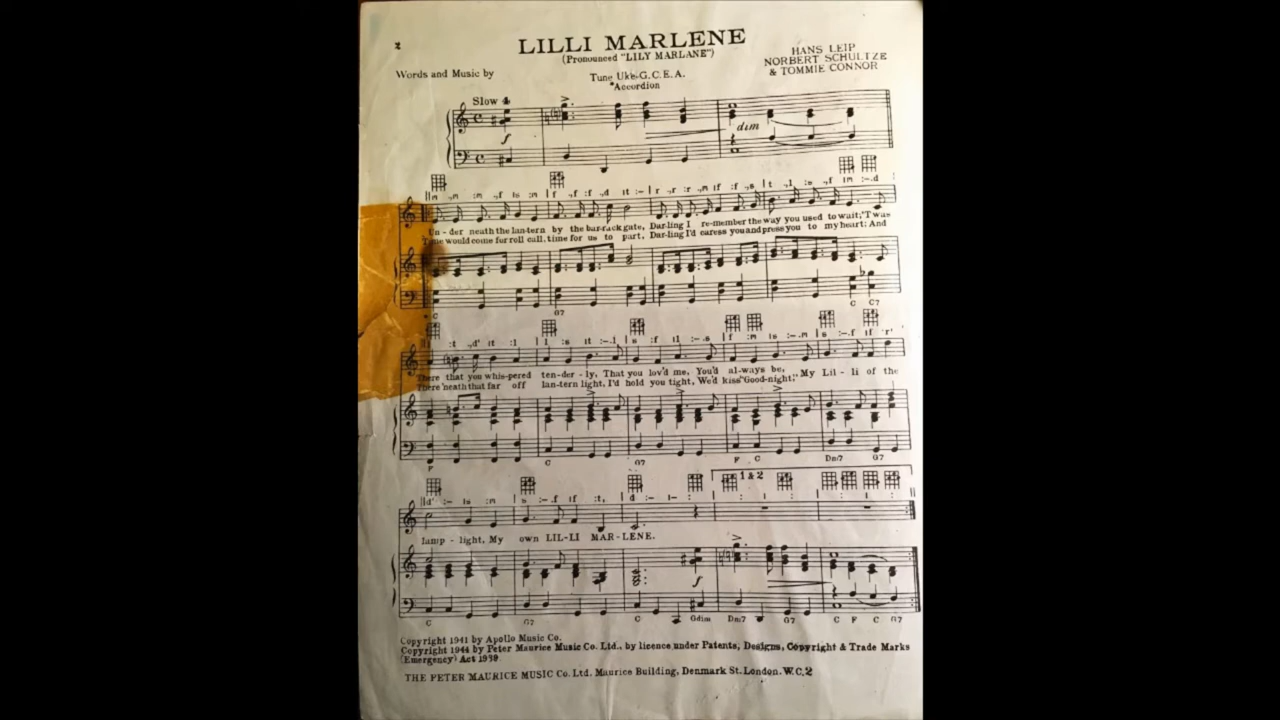 2
LILLI MARLENE
(Pronounced "LILY MARLANE")
Words and Music by
HANS LEIP
NORBERT SCHULTZE
& TOMMIE CONNOR
Tune Uke-G.C.E.A.
*Accordion
Slow
f
dim
Un - der neath the lan-tern by the bar-rack gate, Dar-ling I re-member the way you used to wait; 'Twas
Time would come for roll call, time for us to part, Dar-ling I'd caress you and press you to my heart: And
C G7 C C7
There that you whis-pered ten-der-ly, That you lov'd me, You'd al-ways be, My Lil-li of the
There 'neath that far off lan-tern light, I'd hold you tight, We'd kiss "Good-night,"
F C G7 F C Dm7 G7
1 & 2
lamp - light, My own LIL-LI MAR-LENE.
f
C G7 C Gdim Dm7 G7 C F C G7
Copyright 1941 by Apollo Music Co.
Copyright 1944 by Peter Maurice Music Co. Ltd., by licence under Patents, Designs, Copyright & Trade Marks
(Emergency) Act 1939
THE PETER MAURICE MUSIC Co. Ltd. Maurice Building, Denmark St. London. W.C.2